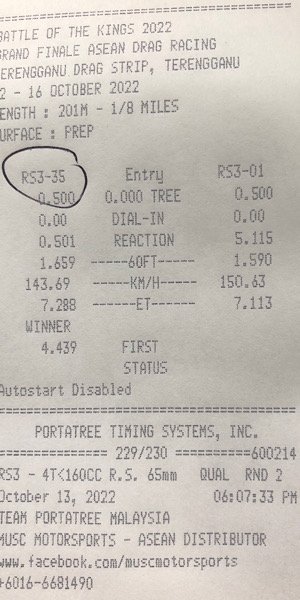 BATTLE OF THE KINGS 2022
GRAND FINALE ASEAN DRAG RACING
TERENGGANU DRAG STRIP, TERENGGANU
2 - 16 OCTOBER 2022
LENGTH : 201M - 1/8 MILES
SURFACE : PREP
RS3-35 Entry RS3-01
0.500 0.000 TREE 0.500
0.00 DIAL-IN 0.00
0.501 REACTION 5.115
1.659 -----60FT----- 1.590
143.69 -----KM/H----- 150.63
7.288 ------ET------ 7.113
WINNER
4.439 FIRST
STATUS
Autostart Disabled
PORTATREE TIMING SYSTEMS, INC.
============== 229/230 ==========600214
RS3 - 4T<160CC R.S. 65mm QUAL RND 2
October 13, 2022 06:07:33 PM
TEAM PORTATREE MALAYSIA
MUSC MOTORSPORTS - ASEAN DISTRIBUTOR
www.facebook.com/muscmotorsports
+6016-6681490